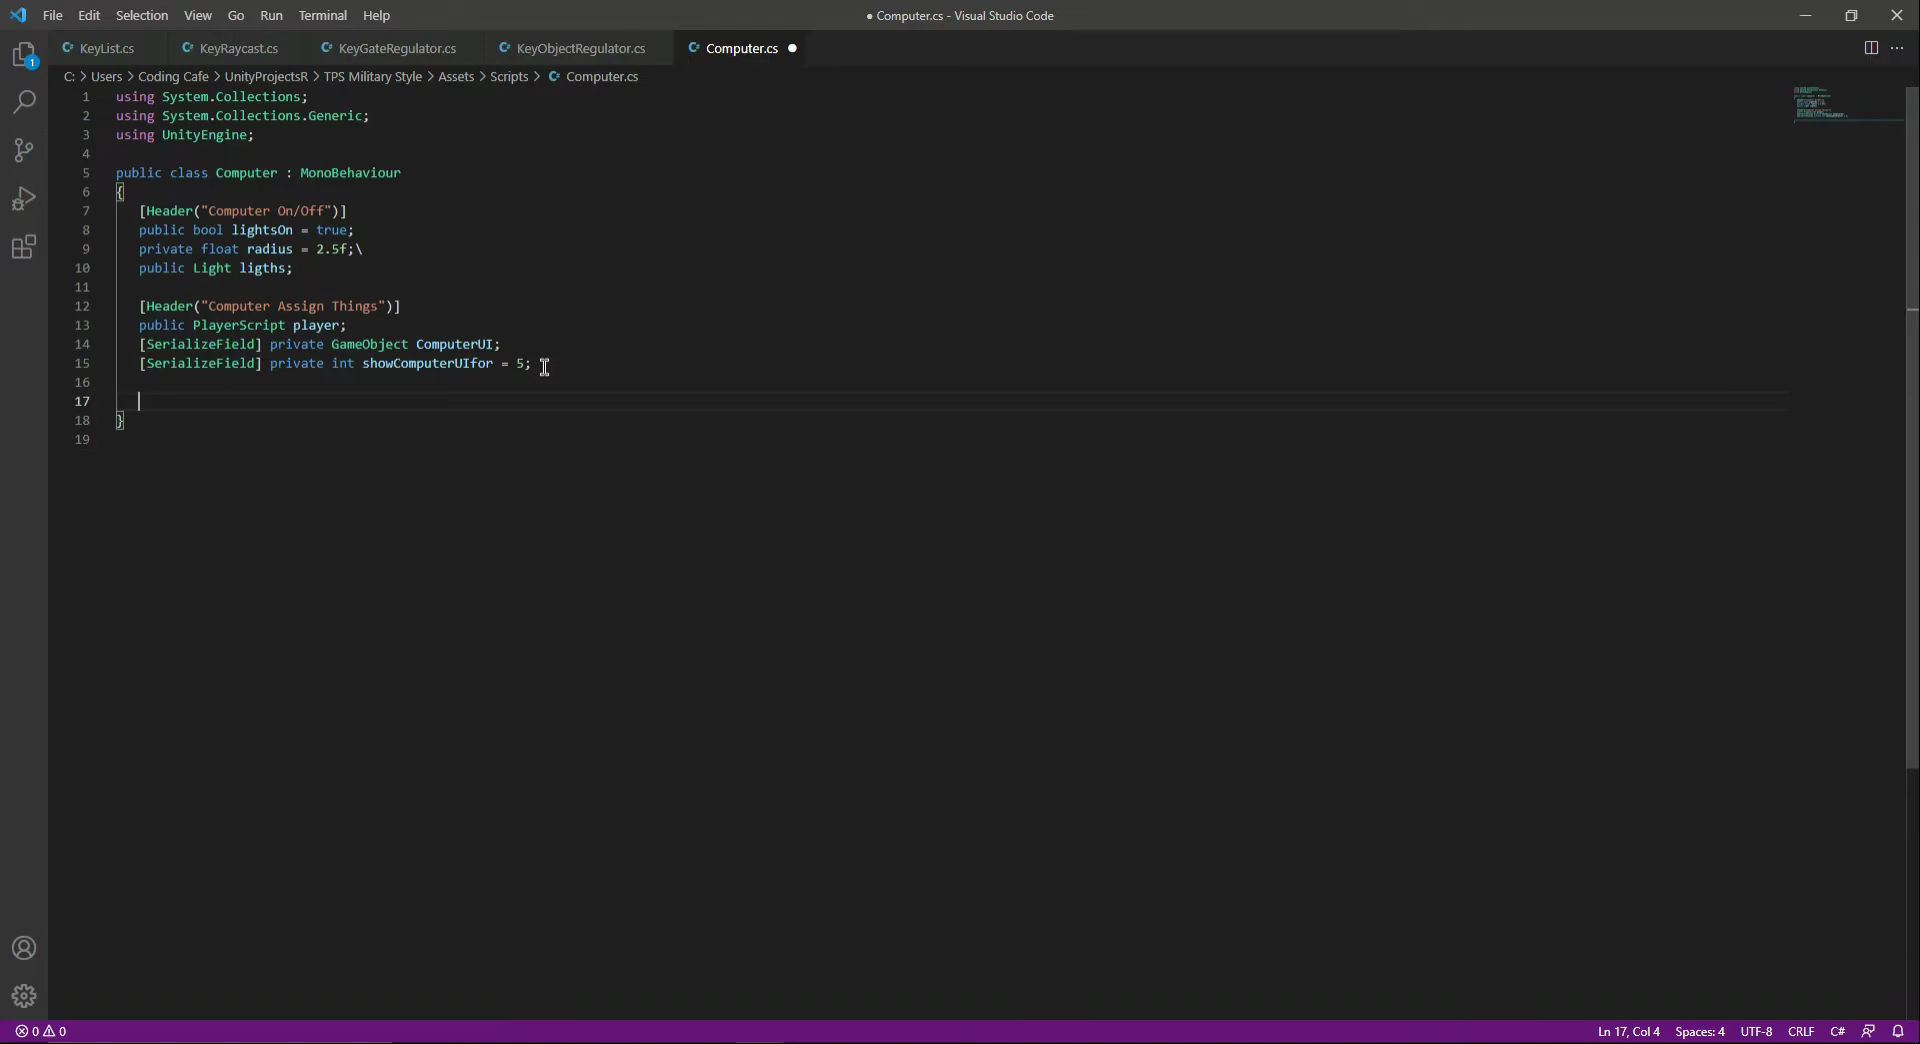 File Edit Selection View Go Run Terminal Help
● Computer.cs - Visual Studio Code
KeyList.cs KeyRaycast.cs KeyGateRegulator.cs KeyObjectRegulator.cs Computer.cs
C: > Users > Coding Cafe > UnityProjectsR > TPS Military Style > Assets > Scripts > Computer.cs
1
1 using System.Collections;
2 using System.Collections.Generic;
3 using UnityEngine;
4
5 public class Computer : MonoBehaviour
6 {
7 [Header("Computer On/Off")]
8 public bool lightsOn = true;
9 private float radius = 2.5f;\
10 public Light ligths;
11
12 [Header("Computer Assign Things")]
13 public PlayerScript player;
14 [SerializeField] private GameObject ComputerUI;
15 [SerializeField] private int showComputerUIfor = 5;
16
17
18 }
19
0 0
Ln 17, Col 4 Spaces: 4 UTF-8 CRLF C#